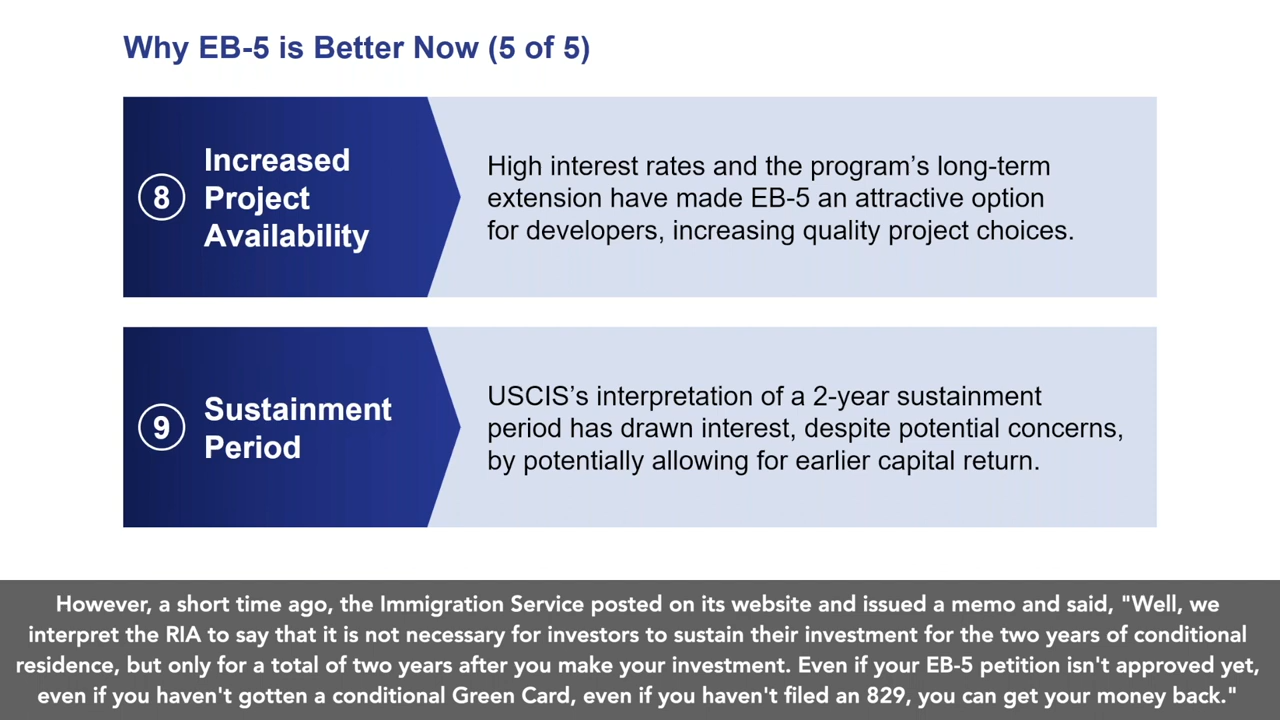 Why EB-5 is Better Now (5 of 5)
8
Increased
Project
Availability
High interest rates and the program’s long-term
extension have made EB-5 an attractive option
for developers, increasing quality project choices.
9
Sustainment
Period
USCIS’s interpretation of a 2-year sustainment
period has drawn interest, despite potential concerns,
by potentially allowing for earlier capital return.
However, a short time ago, the Immigration Service posted on its website and issued a memo and said, "Well, we
interpret the RIA to say that it is not necessary for investors to sustain their investment for the two years of conditional
residence, but only for a total of two years after you make your investment. Even if your EB-5 petition isn't approved yet,
even if you haven't gotten a conditional Green Card, even if you haven't filed an 829, you can get your money back."